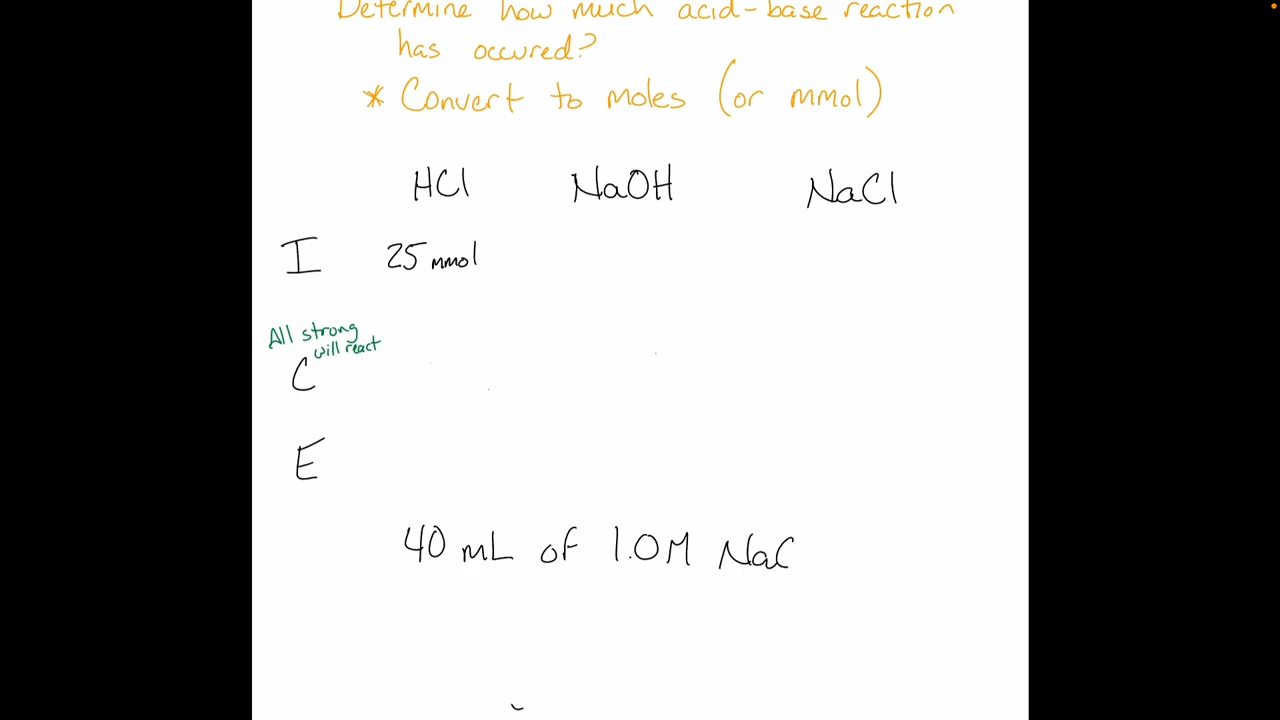 Determine how much acid-base reaction
has occured?
* Convert to moles (or mmol)
HCl NaOH NaCl
I 25 mmol
All strong
will react
C
E
40 mL of 1.0M NaC